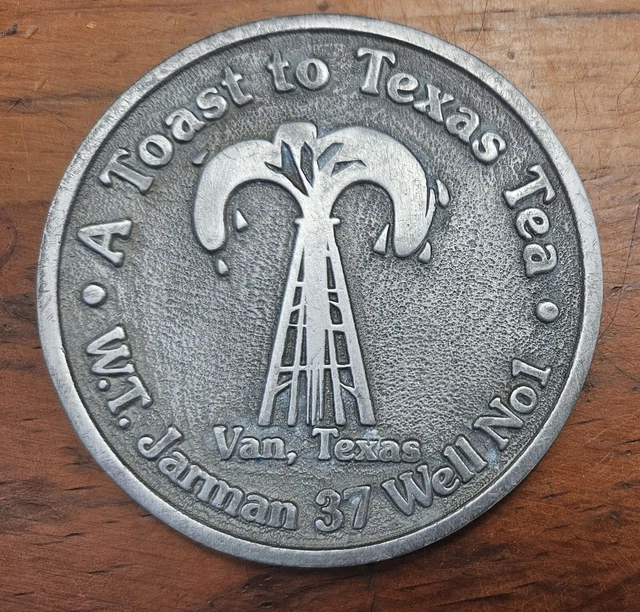 A Toast to Texas Tea
Van, Texas
W.T. Jarman 37 Well No1